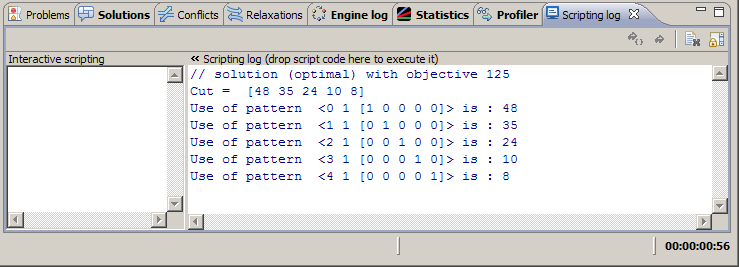 Problems Solutions Conflicts Relaxations Engine log Statistics Profiler Scripting log
Interactive scripting
« Scripting log (drop script code here to execute it)
// solution (optimal) with objective 125
Cut =  [48 35 24 10 8]
Use of pattern  <0 1 [1 0 0 0 0]> is : 48
Use of pattern  <1 1 [0 1 0 0 0]> is : 35
Use of pattern  <2 1 [0 0 1 0 0]> is : 24
Use of pattern  <3 1 [0 0 0 1 0]> is : 10
Use of pattern  <4 1 [0 0 0 0 1]> is : 8
00:00:00:56